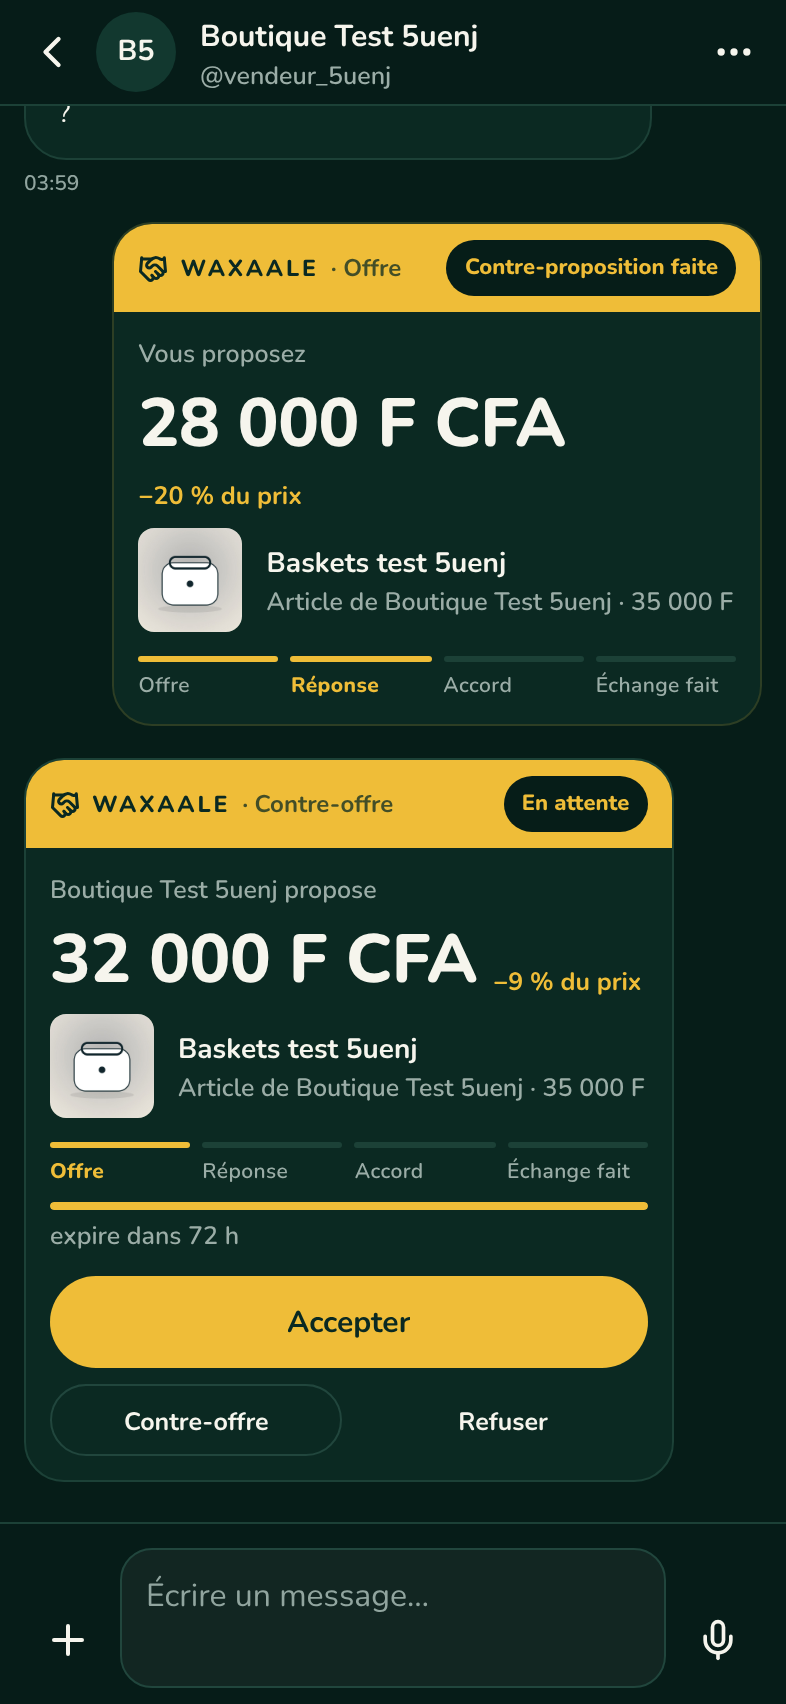 B5
Boutique Test 5uenj
@vendeur_5uenj
?
03:59
WAXAALE · Offre
Contre-proposition faite
Vous proposez
28 000 F CFA
−20 % du prix
Baskets test 5uenj
Article de Boutique Test 5uenj · 35 000 F
Offre Réponse Accord Échange fait
WAXAALE · Contre-offre
En attente
Boutique Test 5uenj propose
32 000 F CFA −9 % du prix
Baskets test 5uenj
Article de Boutique Test 5uenj · 35 000 F
Offre Réponse Accord Échange fait
expire dans 72 h
Accepter
Contre-offre Refuser
Écrire un message...